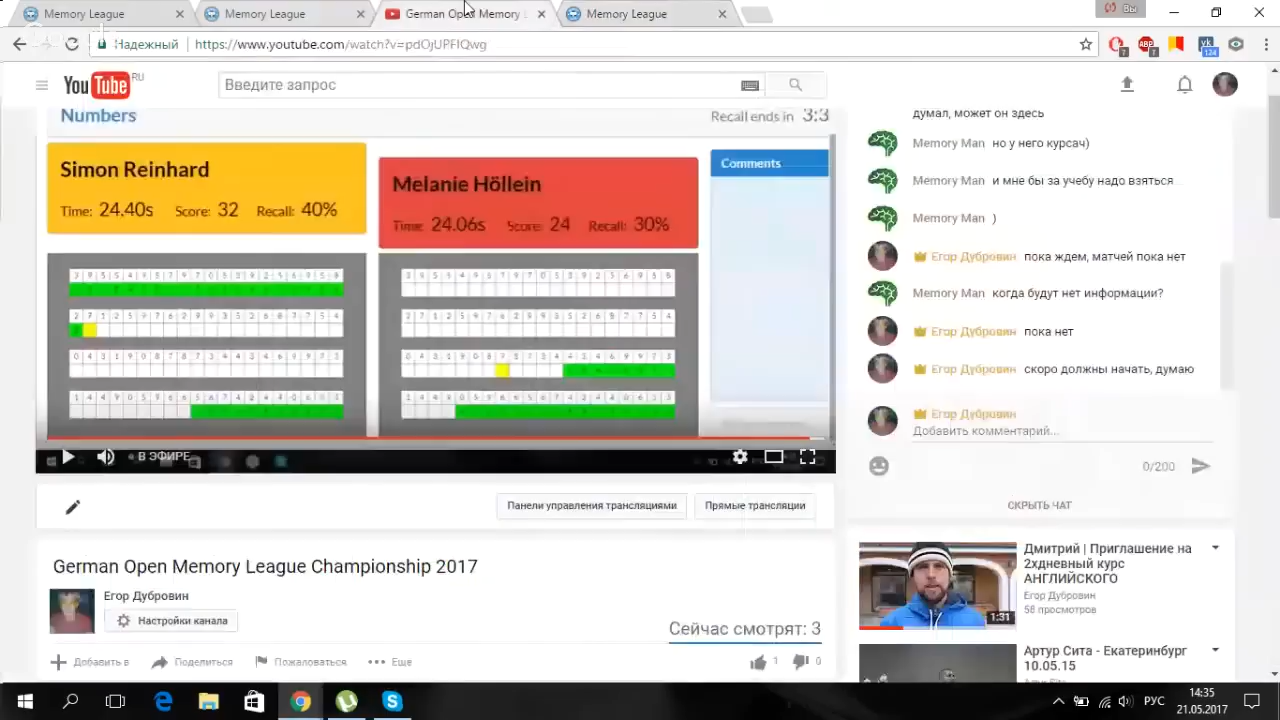 Memory League
Memory League
German Open Memory
Memory League
Вы
Надежный
https://www.youtube.com/watch?v=pdOjUPFlQwg
7
ABP
7
vk
124
YouTube RU
Введите запрос
Numbers
Recall ends in 3:3
Simon Reinhard
Time: 24.40s Score: 32 Recall: 40%
Melanie Höllein
Time: 24.06s Score: 24 Recall: 30%
Comments
В ЭФИРЕ
думал, может он здесь
Memory Man но у него курсач)
Memory Man и мне бы за учебу надо взяться
Memory Man )
Егор Дубровин пока ждем, матчей пока нет
Memory Man когда будут нет информации?
Егор Дубровин пока нет
Егор Дубровин скоро должны начать, думаю
Егор Дубровин
Добавить комментарий...
0/200
СКРЫТЬ ЧАТ
Панели управления трансляциями
Прямые трансляции
German Open Memory League Championship 2017
Егор Дубровин
Настройки канала
Сейчас смотрят: 3
Добавить в
Поделиться
Пожаловаться
Еще
1
0
Дмитрий | Приглашение на
2хдневный курс
АНГЛИЙСКОГО
Егор Дубровин
58 просмотров
1:31
Артур Сита - Екатеринбург
10.05.15
РУС
14:35
21.05.2017